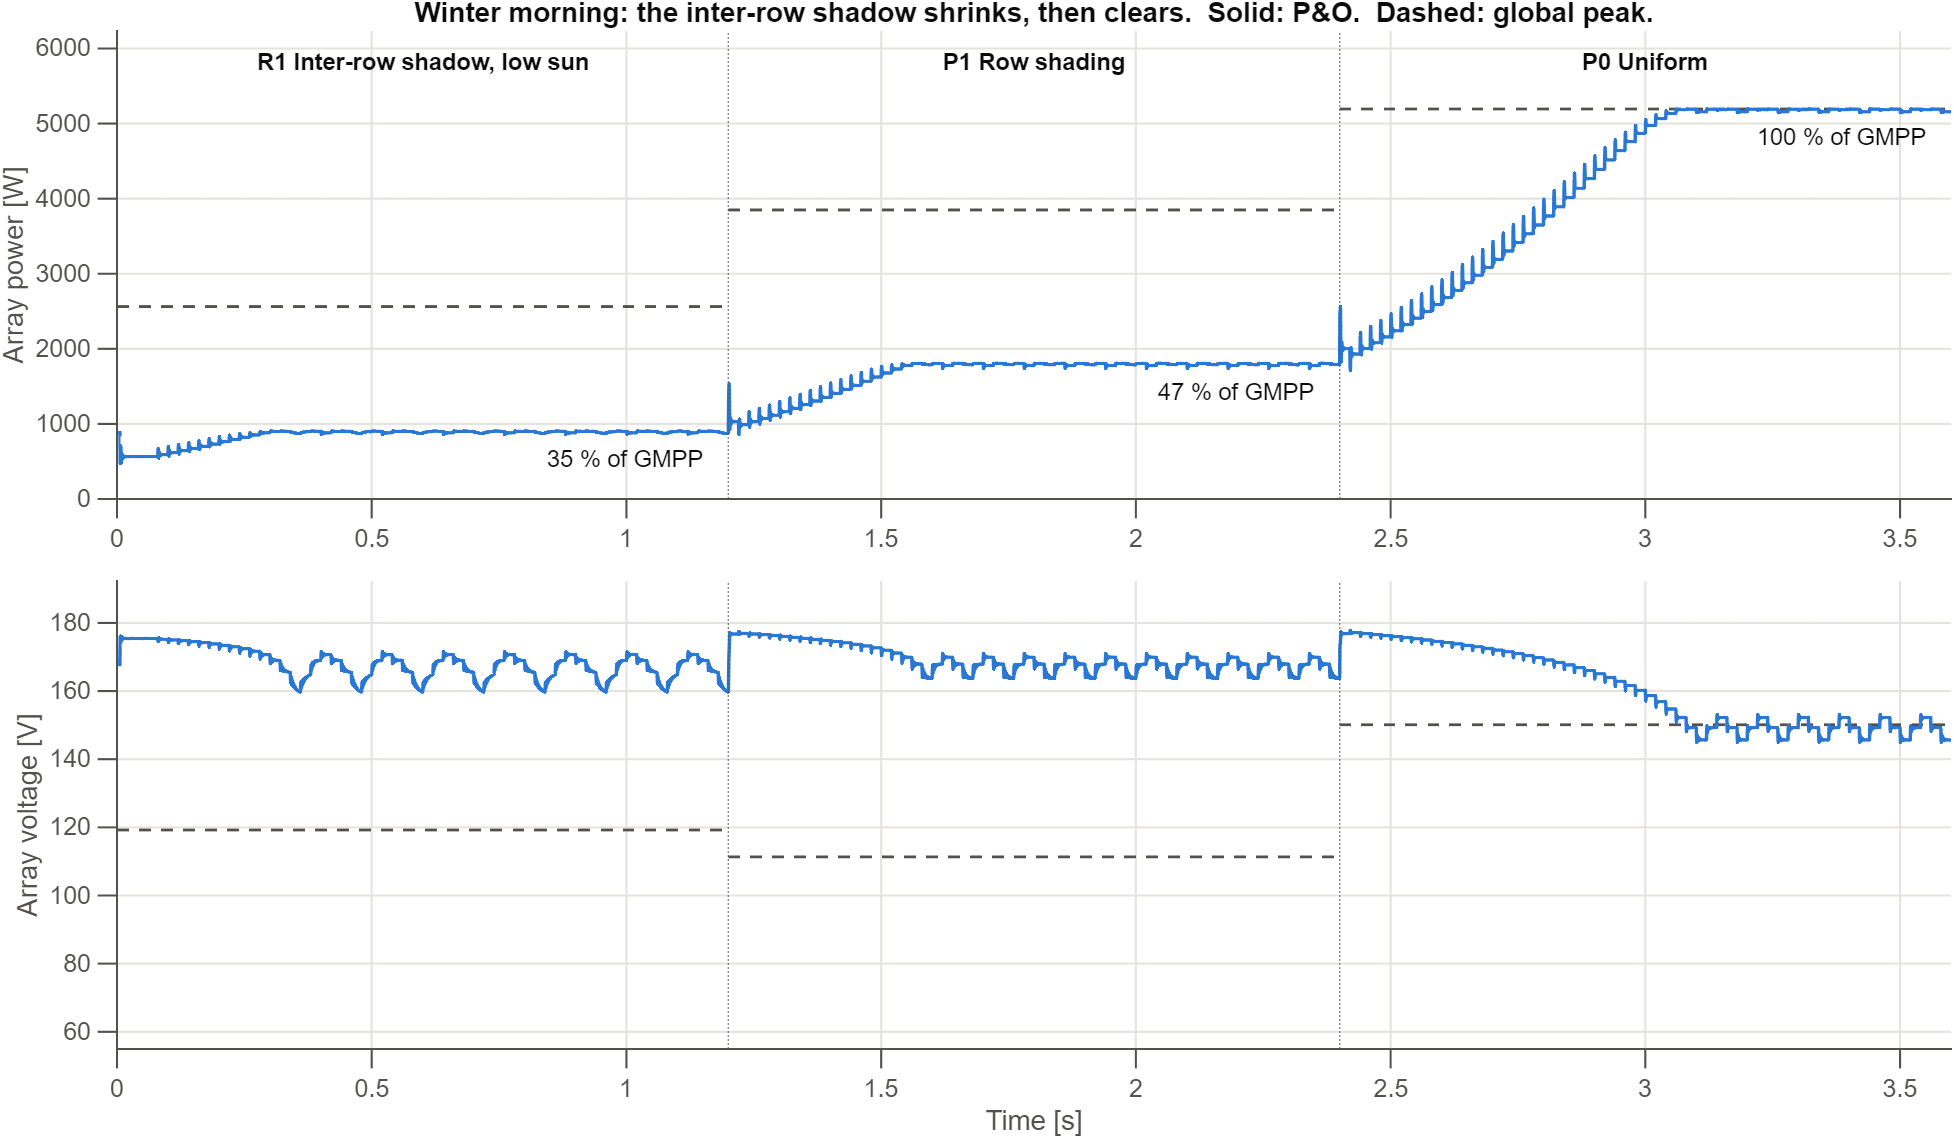 Winter morning: the inter-row shadow shrinks, then clears.  Solid: P&O.  Dashed: global peak.
R1 Inter-row shadow, low sun
P1 Row shading
P0 Uniform
Array power [W]
6000
5000
4000
3000
2000
1000
0
35 % of GMPP
47 % of GMPP
100 % of GMPP
0 0.5 1 1.5 2 2.5 3 3.5
Array voltage [V]
180
160
140
120
100
80
60
0 0.5 1 1.5 2 2.5 3 3.5
Time [s]